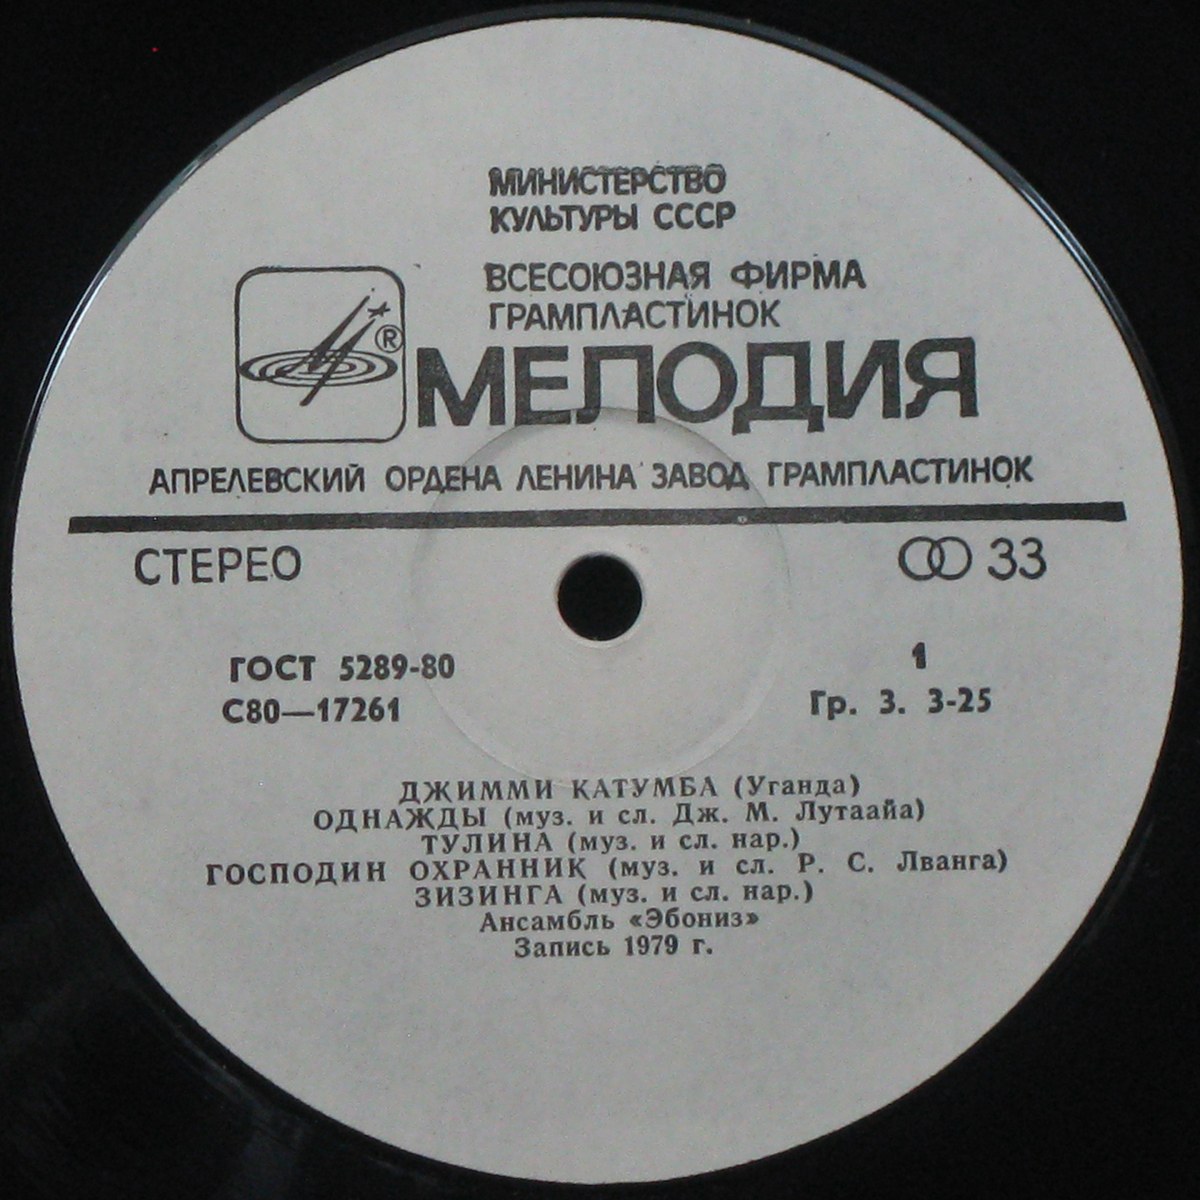 МИНИСТЕРСТВО
КУЛЬТУРЫ СССР
ВСЕСОЮЗНАЯ ФИРМА
ГРАМПЛАСТИНОК
®
МЕЛОДИЯ
АПРЕЛЕВСКИЙ ОРДЕНА ЛЕНИНА ЗАВОД ГРАМПЛАСТИНОК
СТЕРЕО 33
ГОСТ 5289-80 1
С80—17261 Гр. 3. 3-25
ДЖИММИ КАТУМБА (Уганда)
ОДНАЖДЫ (муз. и сл. Дж. М. Лутаайа)
ТУЛИНА (муз. и сл. нар.)
ГОСПОДИН ОХРАННИК (муз. и сл. Р. С. Лванга)
ЗИЗИНГА (муз. и сл. нар.)
Ансамбль «Эбониз»
Запись 1979 г.